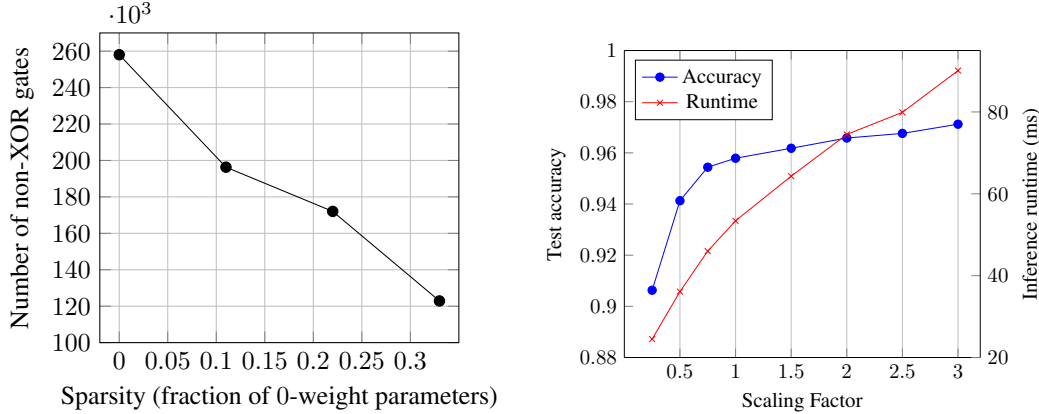 ·10³
260
240
220
200
180
160
140
120
100
Number of non-XOR gates
0 0.05 0.1 0.15 0.2 0.25 0.3
Sparsity (fraction of 0-weight parameters)
1
0.98
0.96
0.94
0.92
0.9
0.88
Test accuracy
Accuracy
Runtime
80
60
40
20
Inference runtime (ms)
0.5 1 1.5 2 2.5 3
Scaling Factor